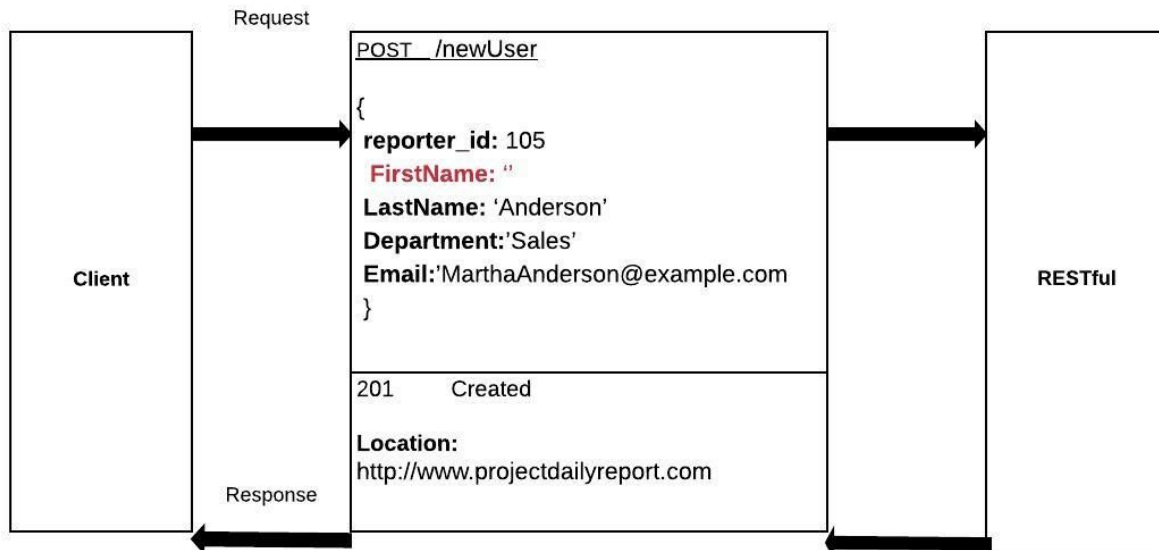 Request
POST /newUser
{
reporter_id: 105
FirstName: ‘’
LastName: ‘Anderson’
Department:’Sales’
Email:’MarthaAnderson@example.com
}
Client
RESTful
201 Created
Location:
http://www.projectdailyreport.com
Response